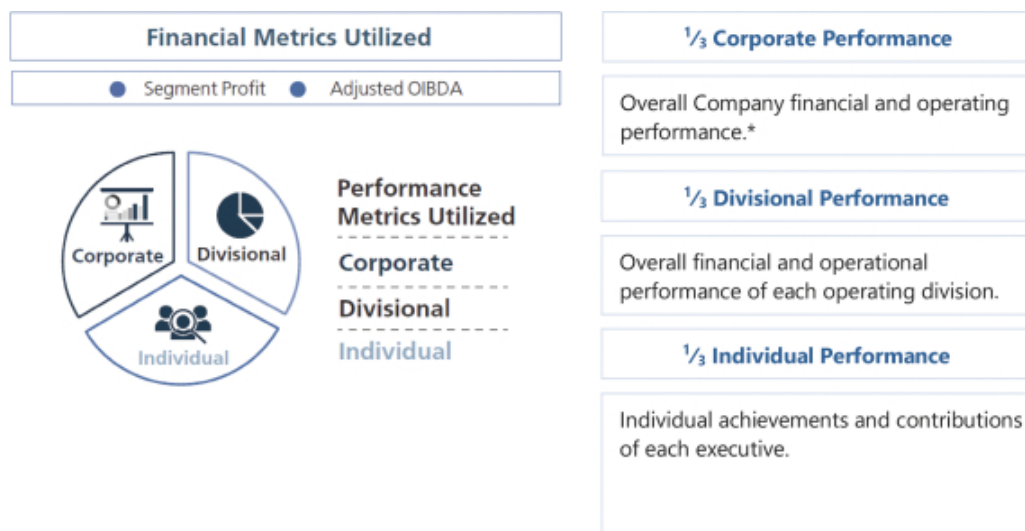 Financial Metrics Utilized
Segment Profit
Adjusted OIBDA
Corporate
Divisional
Individual
Performance
Metrics Utilized
Corporate
Divisional
Individual
⅓ Corporate Performance
Overall Company financial and operating
performance.*
⅓ Divisional Performance
Overall financial and operational
performance of each operating division.
⅓ Individual Performance
Individual achievements and contributions
of each executive.